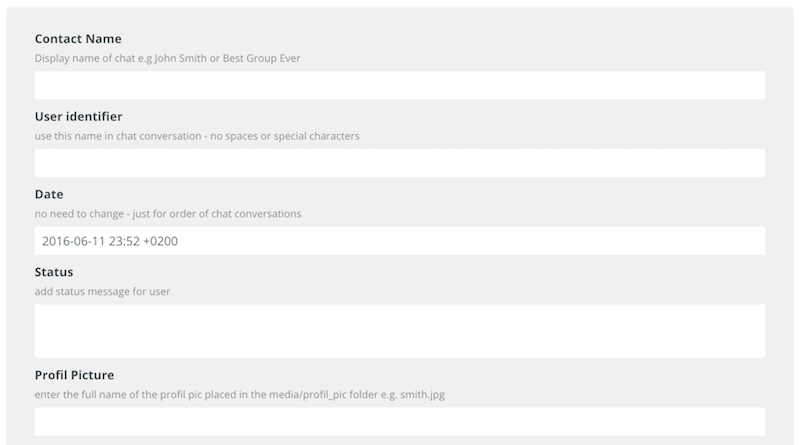 Contact Name
Display name of chat e.g John Smith or Best Group Ever
User identifier
use this name in chat conversation - no spaces or special characters
Date
no need to change - just for order of chat conversations
2016-06-11 23:52 +0200
Status
add status message for user
Profil Picture
enter the full name of the profil pic placed in the media/profil_pic folder e.g. smith.jpg